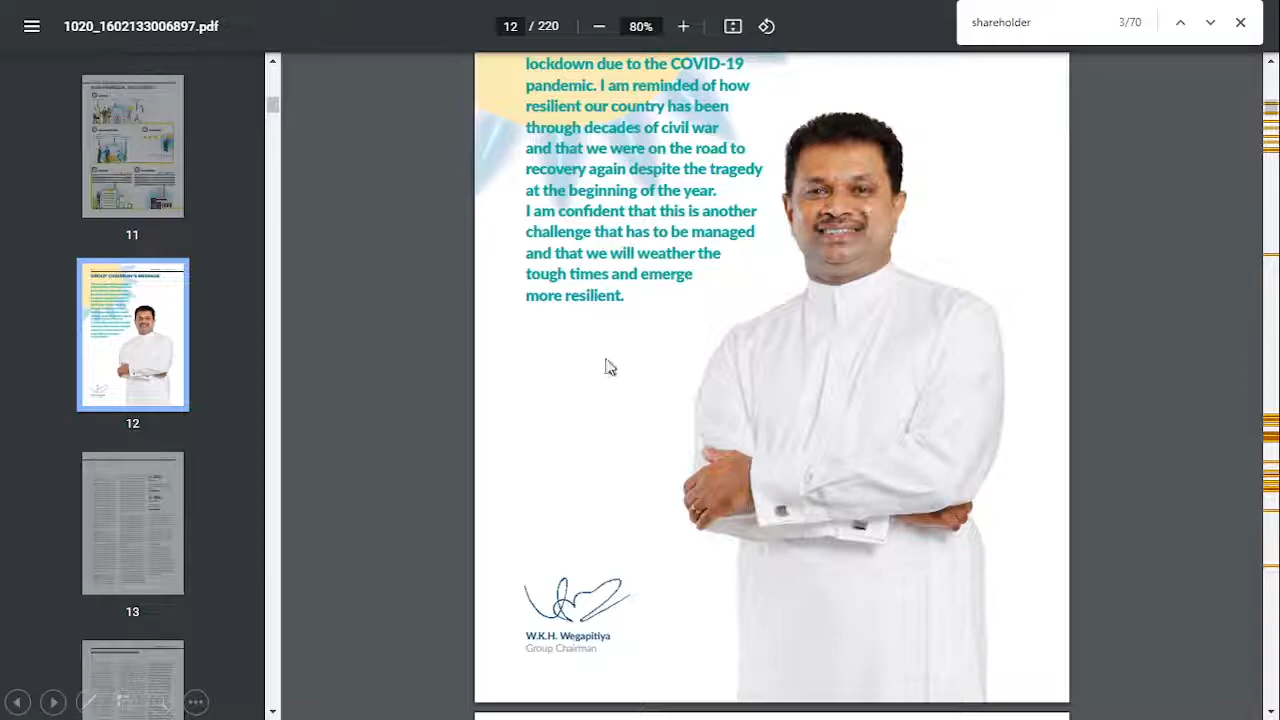 1020_1602133006897.pdf
12 / 220
80%
shareholder
3/70
11
12
13
lockdown due to the COVID-19
pandemic. I am reminded of how
resilient our country has been
through decades of civil war
and that we were on the road to
recovery again despite the tragedy
at the beginning of the year.
I am confident that this is another
challenge that has to be managed
and that we will weather the
tough times and emerge
more resilient.
W.K.H. Wegapitiya
Group Chairman
GROUP CHAIRMAN'S MESSAGE